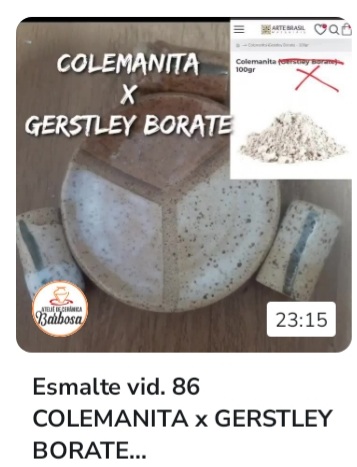 COLEMANITA
X
GERSTLEY BORATE
ARTE:BRASIL
Colemanita (Gerstley Borate) -
100gr
ATELIÊ DE CERÂMICA
Barbosa
23:15
Esmalte vid. 86
COLEMANITA x GERSTLEY
BORATE...